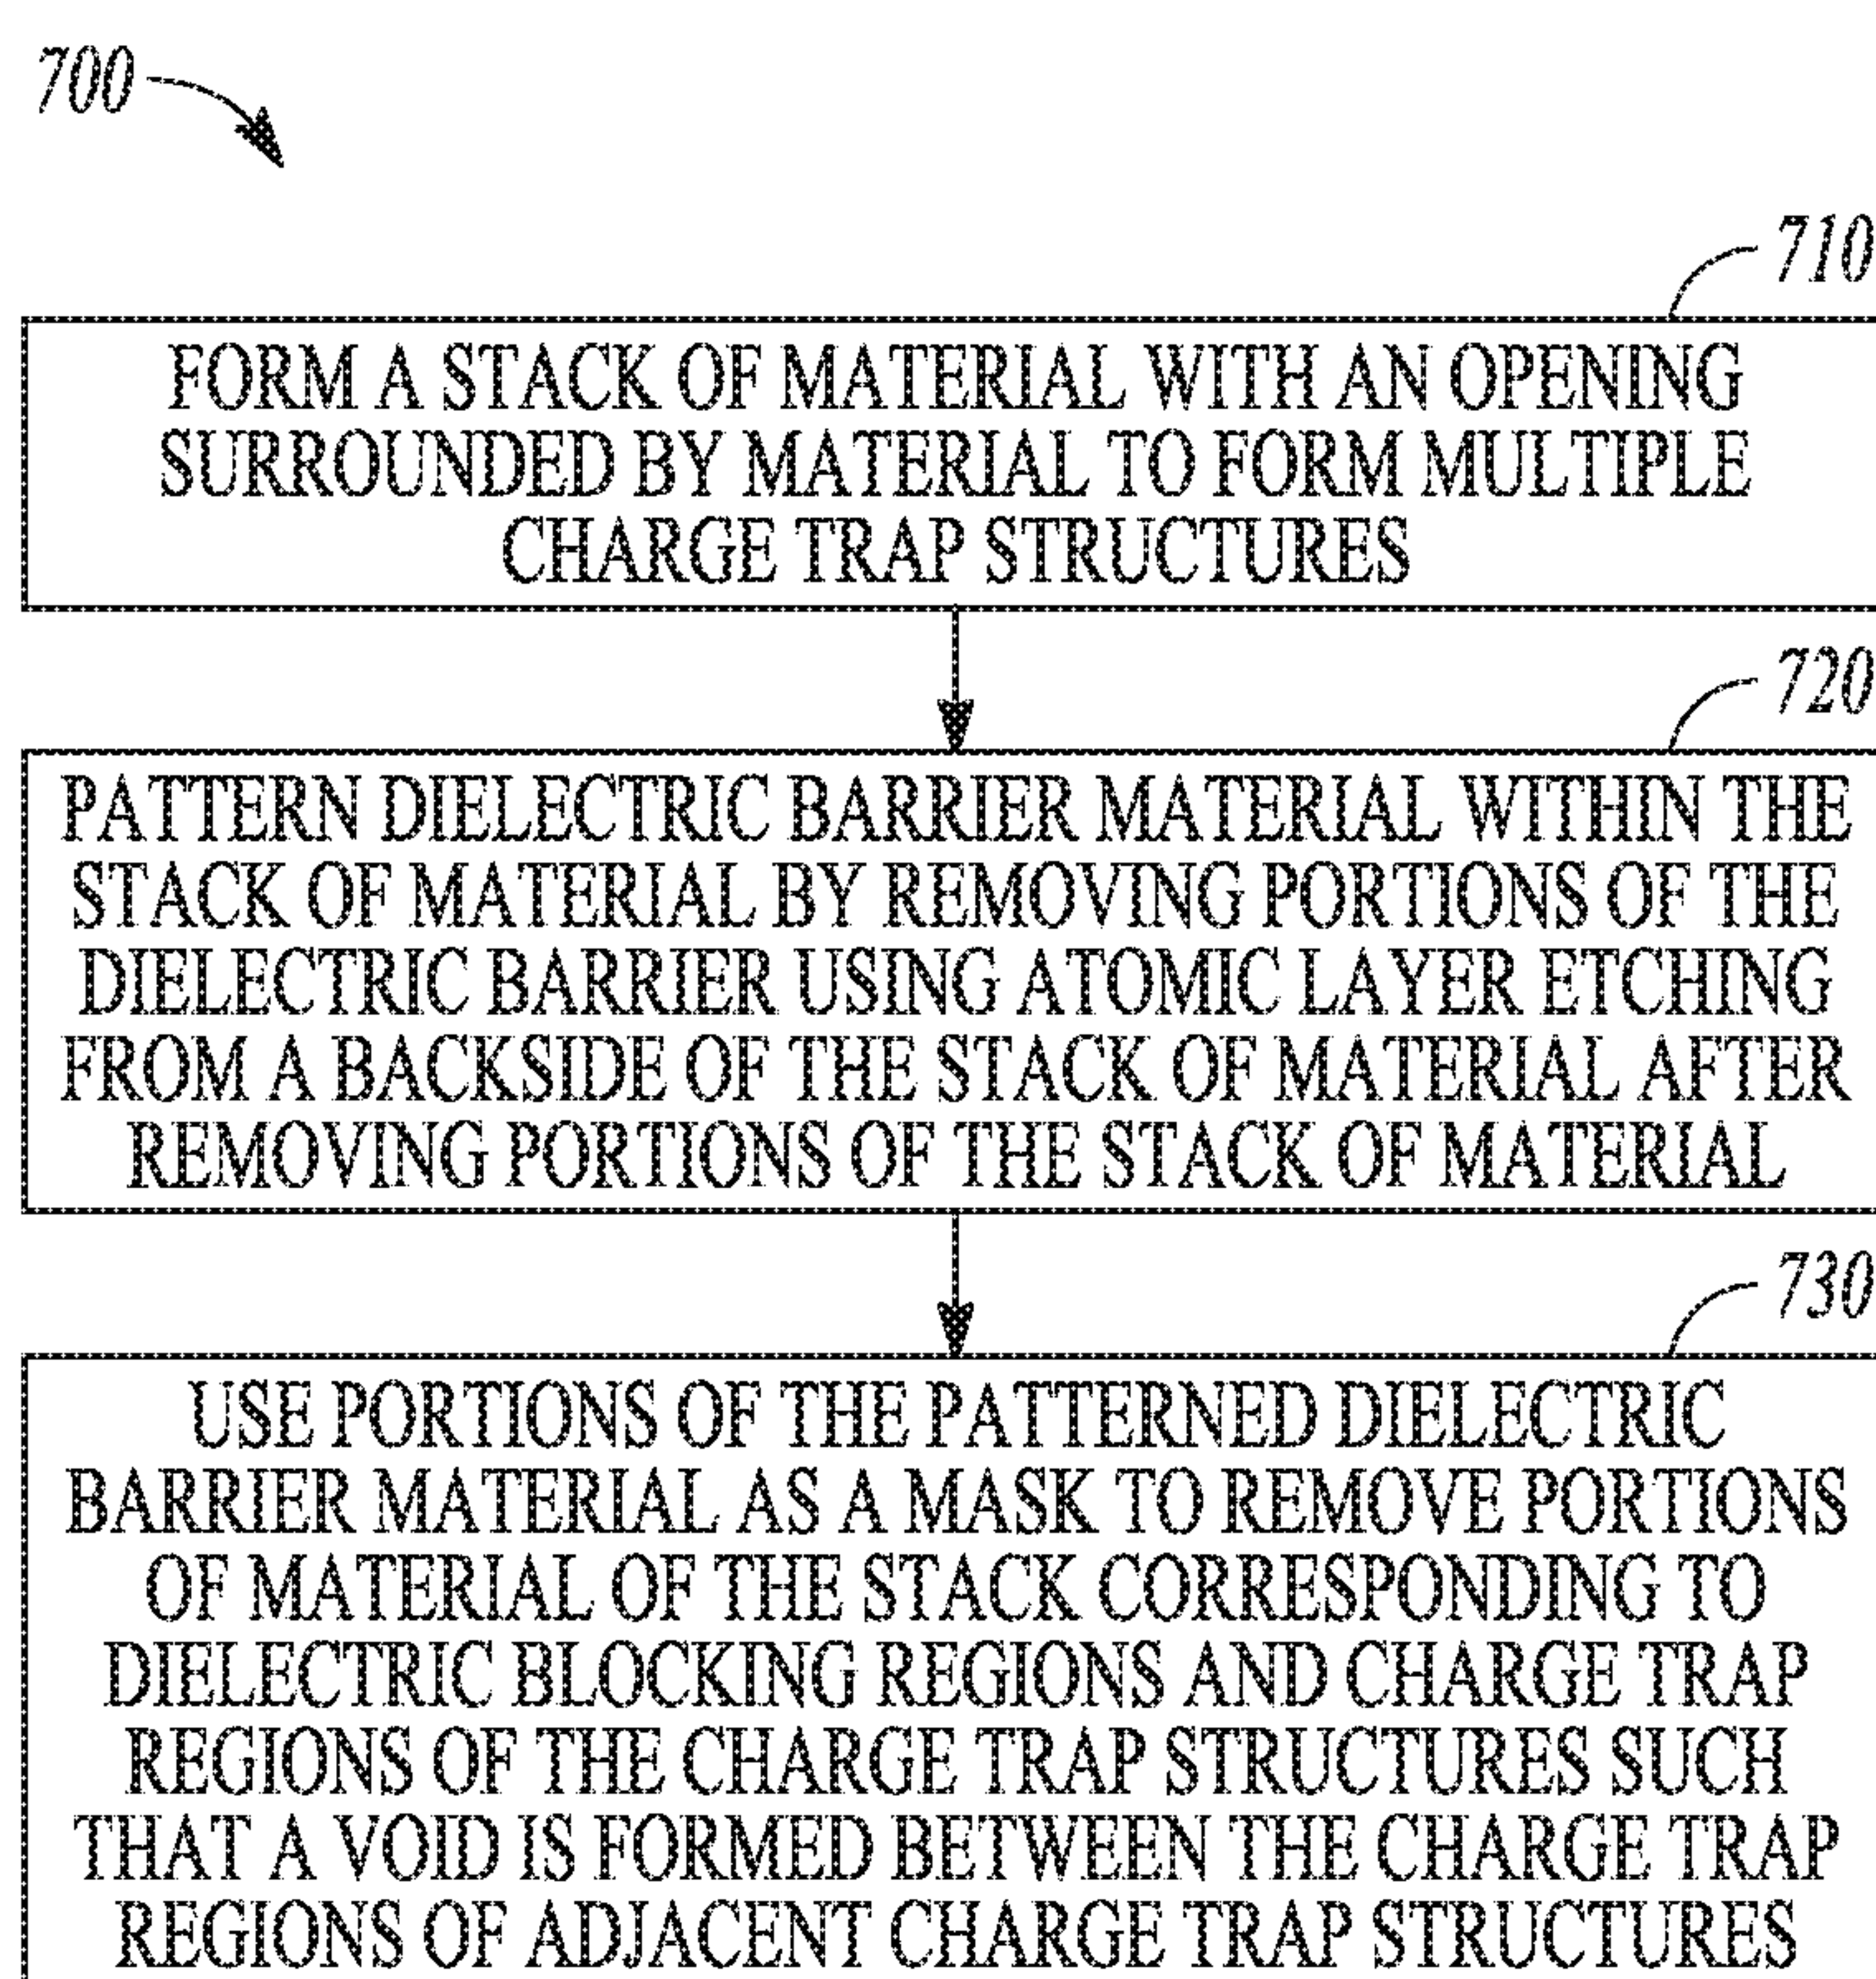 700
710
FORM A STACK OF MATERIAL WITH AN OPENING
SURROUNDED BY MATERIAL TO FORM MULTIPLE
CHARGE TRAP STRUCTURES
720
PATTERN DIELECTRIC BARRIER MATERIAL WITHIN THE
STACK OF MATERIAL BY REMOVING PORTIONS OF THE
DIELECTRIC BARRIER USING ATOMIC LAYER ETCHING
FROM A BACKSIDE OF THE STACK OF MATERIAL AFTER
REMOVING PORTIONS OF THE STACK OF MATERIAL
730
USE PORTIONS OF THE PATTERNED DIELECTRIC
BARRIER MATERIAL AS A MASK TO REMOVE PORTIONS
OF MATERIAL OF THE STACK CORRESPONDING TO
DIELECTRIC BLOCKING REGIONS AND CHARGE TRAP
REGIONS OF THE CHARGE TRAP STRUCTURES SUCH
THAT A VOID IS FORMED BETWEEN THE CHARGE TRAP
REGIONS OF ADJACENT CHARGE TRAP STRUCTURES